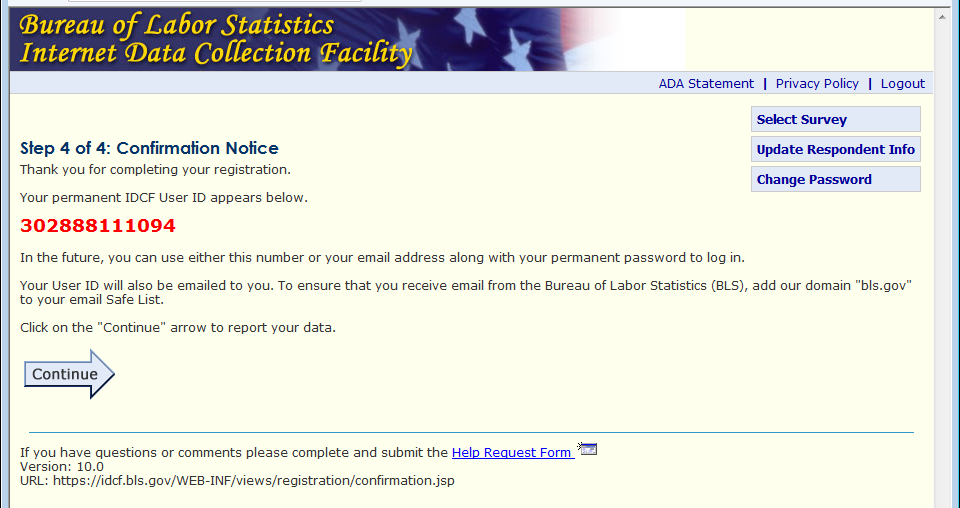 Bureau of Labor Statistics
Internet Data Collection Facility
ADA Statement | Privacy Policy | Logout
Select Survey
Update Respondent Info
Change Password
Step 4 of 4: Confirmation Notice
Thank you for completing your registration.
Your permanent IDCF User ID appears below.
302888111094
In the future, you can use either this number or your email address along with your permanent password to log in.
Your User ID will also be emailed to you. To ensure that you receive email from the Bureau of Labor Statistics (BLS), add our domain "bls.gov"
to your email Safe List.
Click on the "Continue" arrow to report your data.
Continue
If you have questions or comments please complete and submit the Help Request Form
Version: 10.0
URL: https://idcf.bls.gov/WEB-INF/views/registration/confirmation.jsp